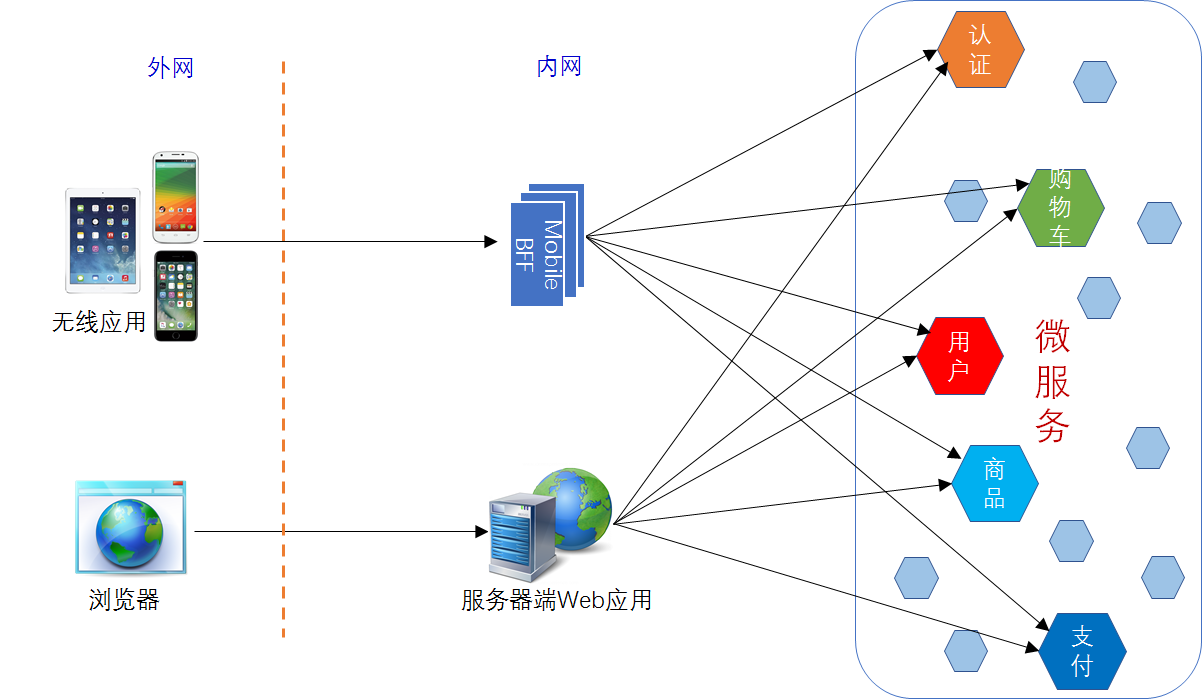 外网
内网
认
证
购
物
车
Mobile
BFF
无线应用
用
户
微
服
务
商
品
浏览器
服务器端Web应用
支
付